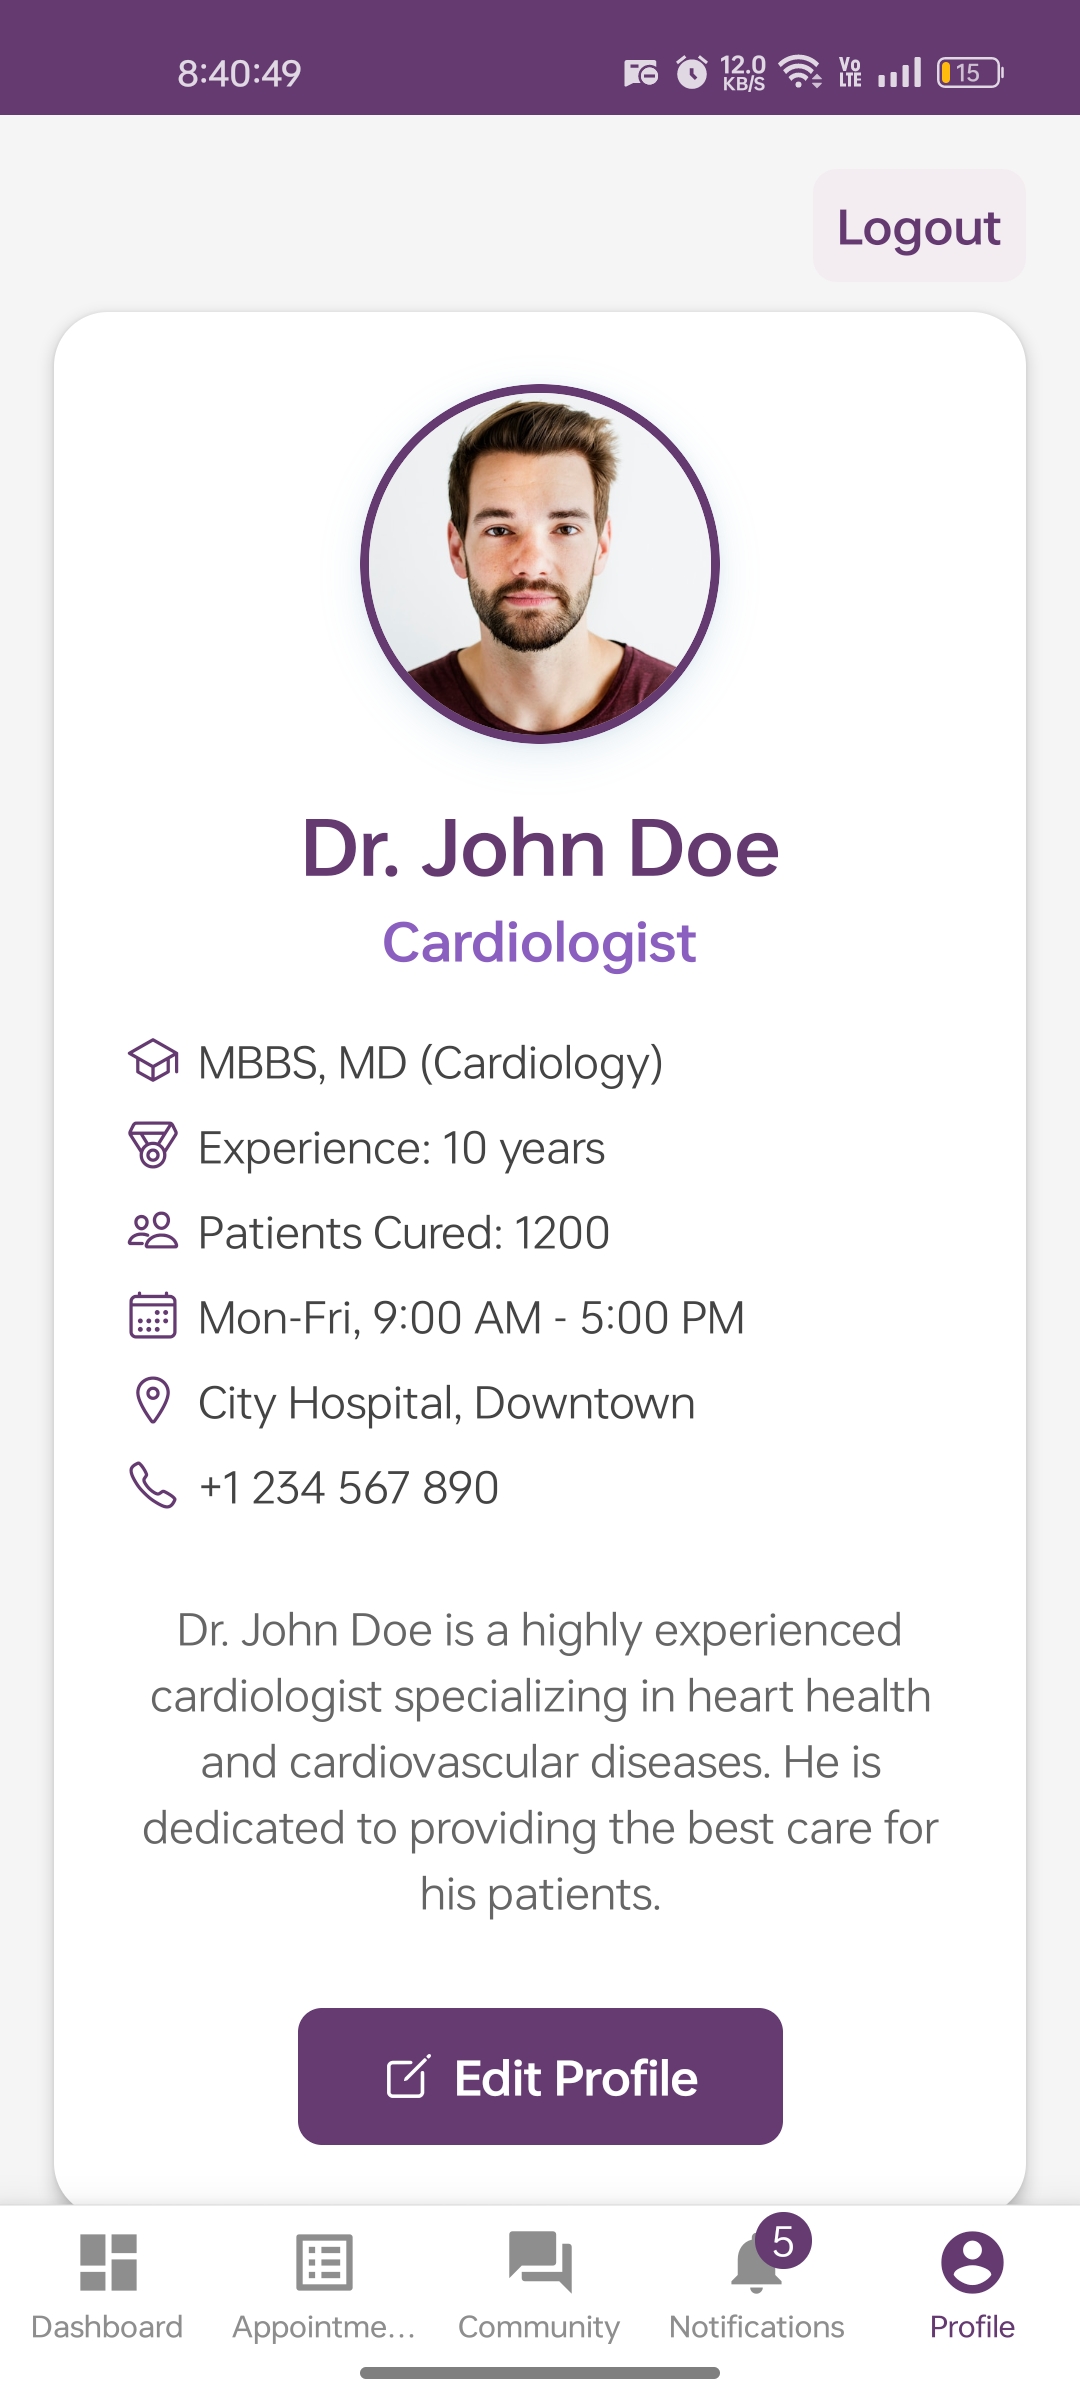 8:40:49
12.0
KB/S
Vo
LTE
15
Logout
Dr. John Doe
Cardiologist
MBBS, MD (Cardiology)
Experience: 10 years
Patients Cured: 1200
Mon-Fri, 9:00 AM - 5:00 PM
City Hospital, Downtown
+1 234 567 890
Dr. John Doe is a highly experienced
cardiologist specializing in heart health
and cardiovascular diseases. He is
dedicated to providing the best care for
his patients.
Edit Profile
5
Dashboard
Appointme...
Community
Notifications
Profile